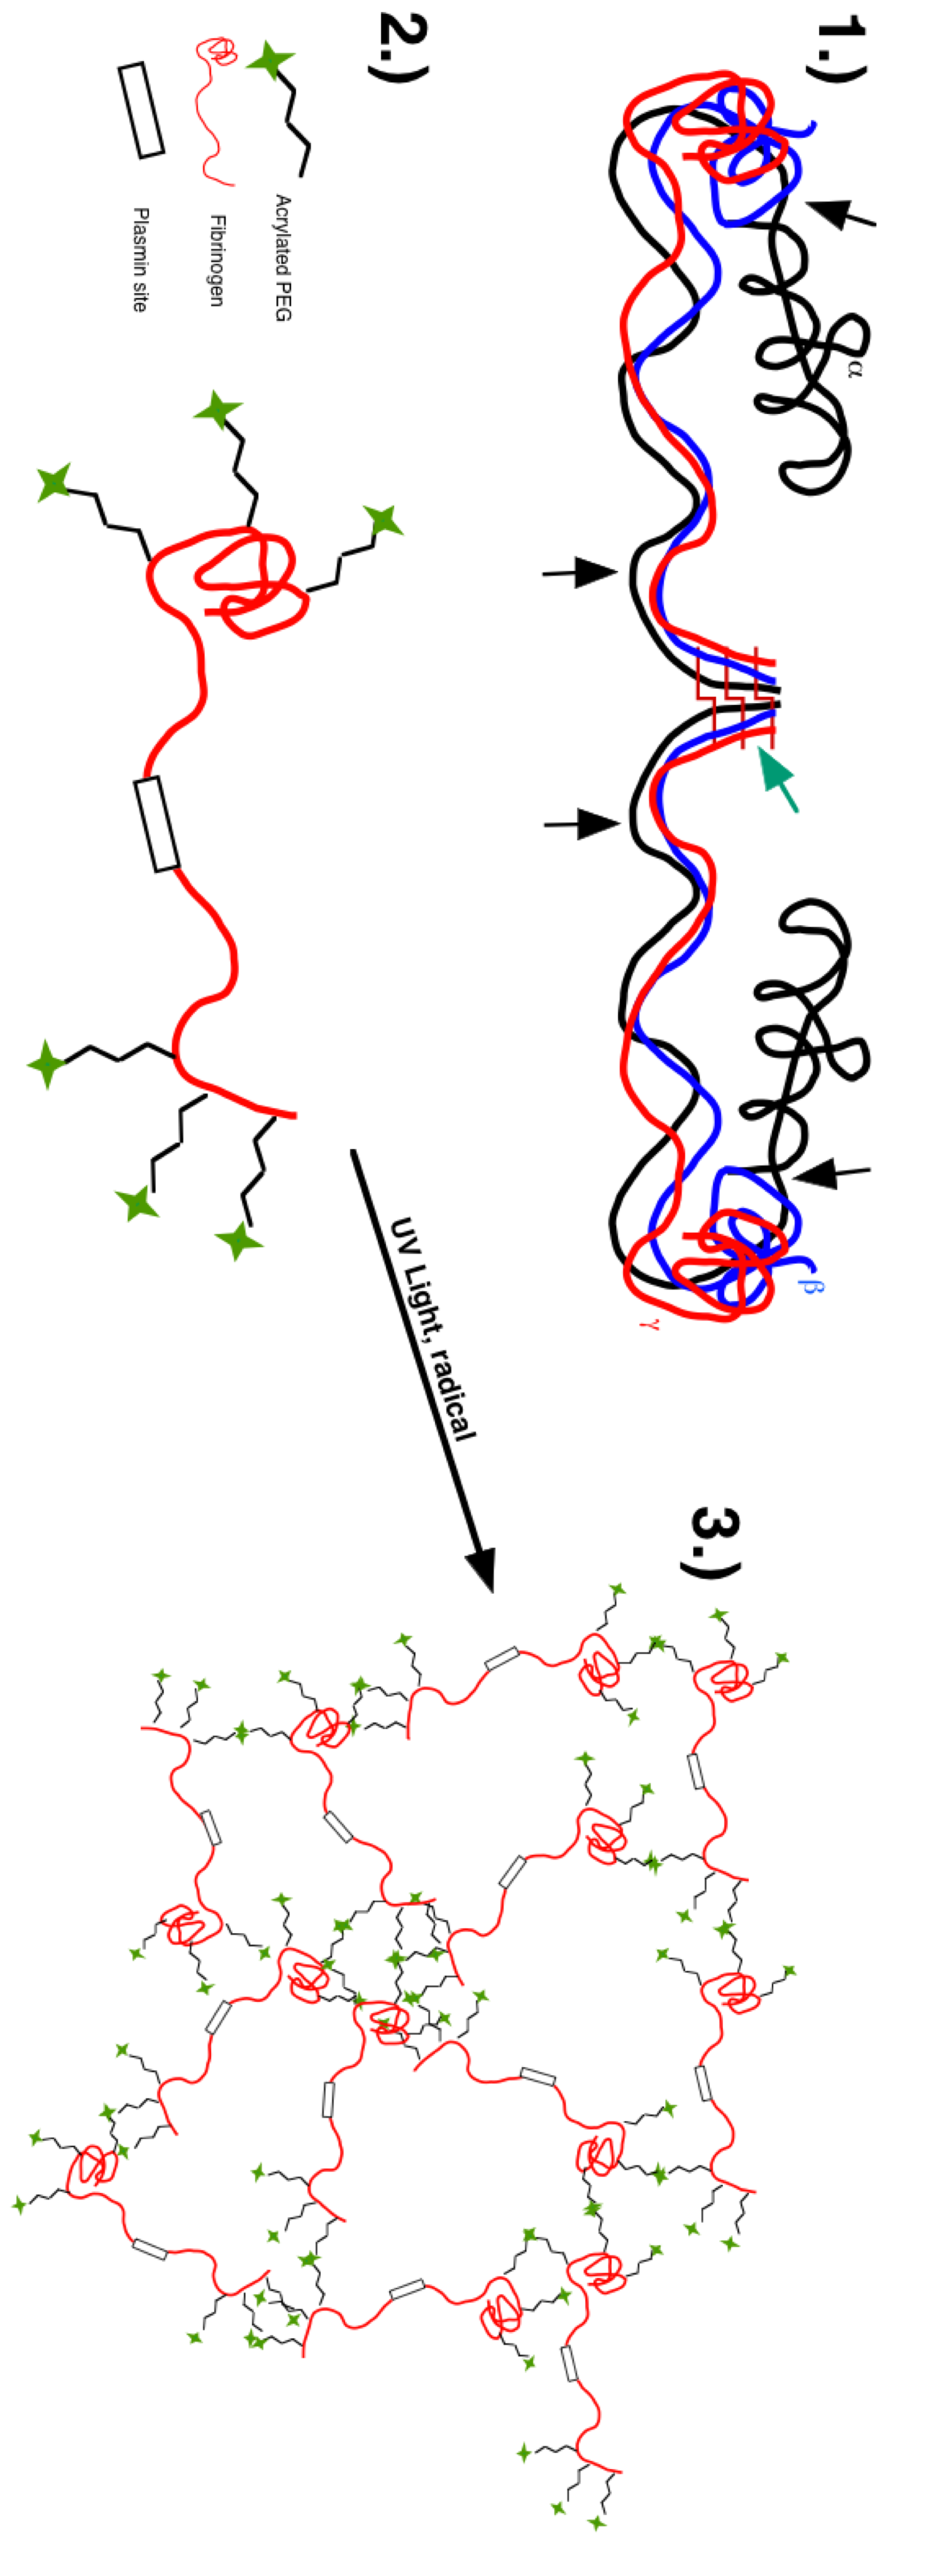 1.)
α
β
γ
2.)
Acrylated PEG
Fibrinogen
Plasmin site
UV Light, radical
3.)